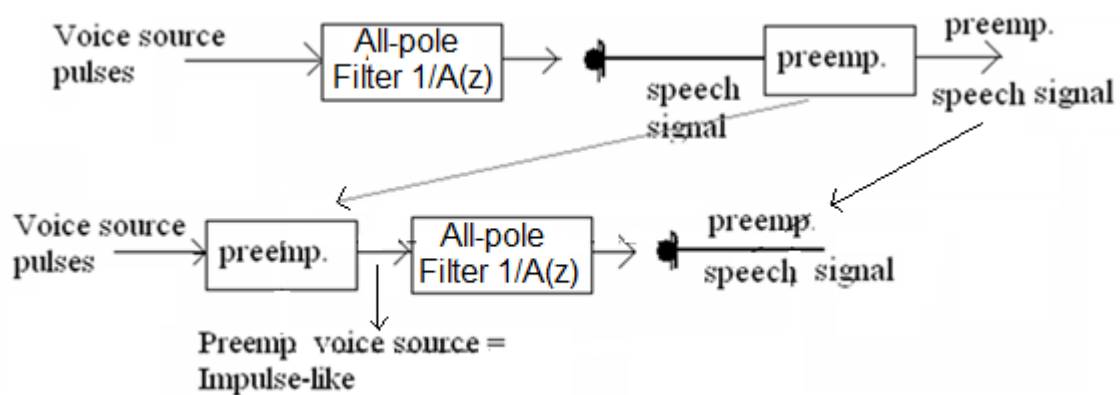 Voice source
pulses
All-pole
Filter 1/A(z)
speech
signal
preemp.
preemp.
speech signal
Voice source
pulses
preemp.
All-pole
Filter 1/A(z)
preemp.
speech signal
Preemp voice source =
Impulse-like